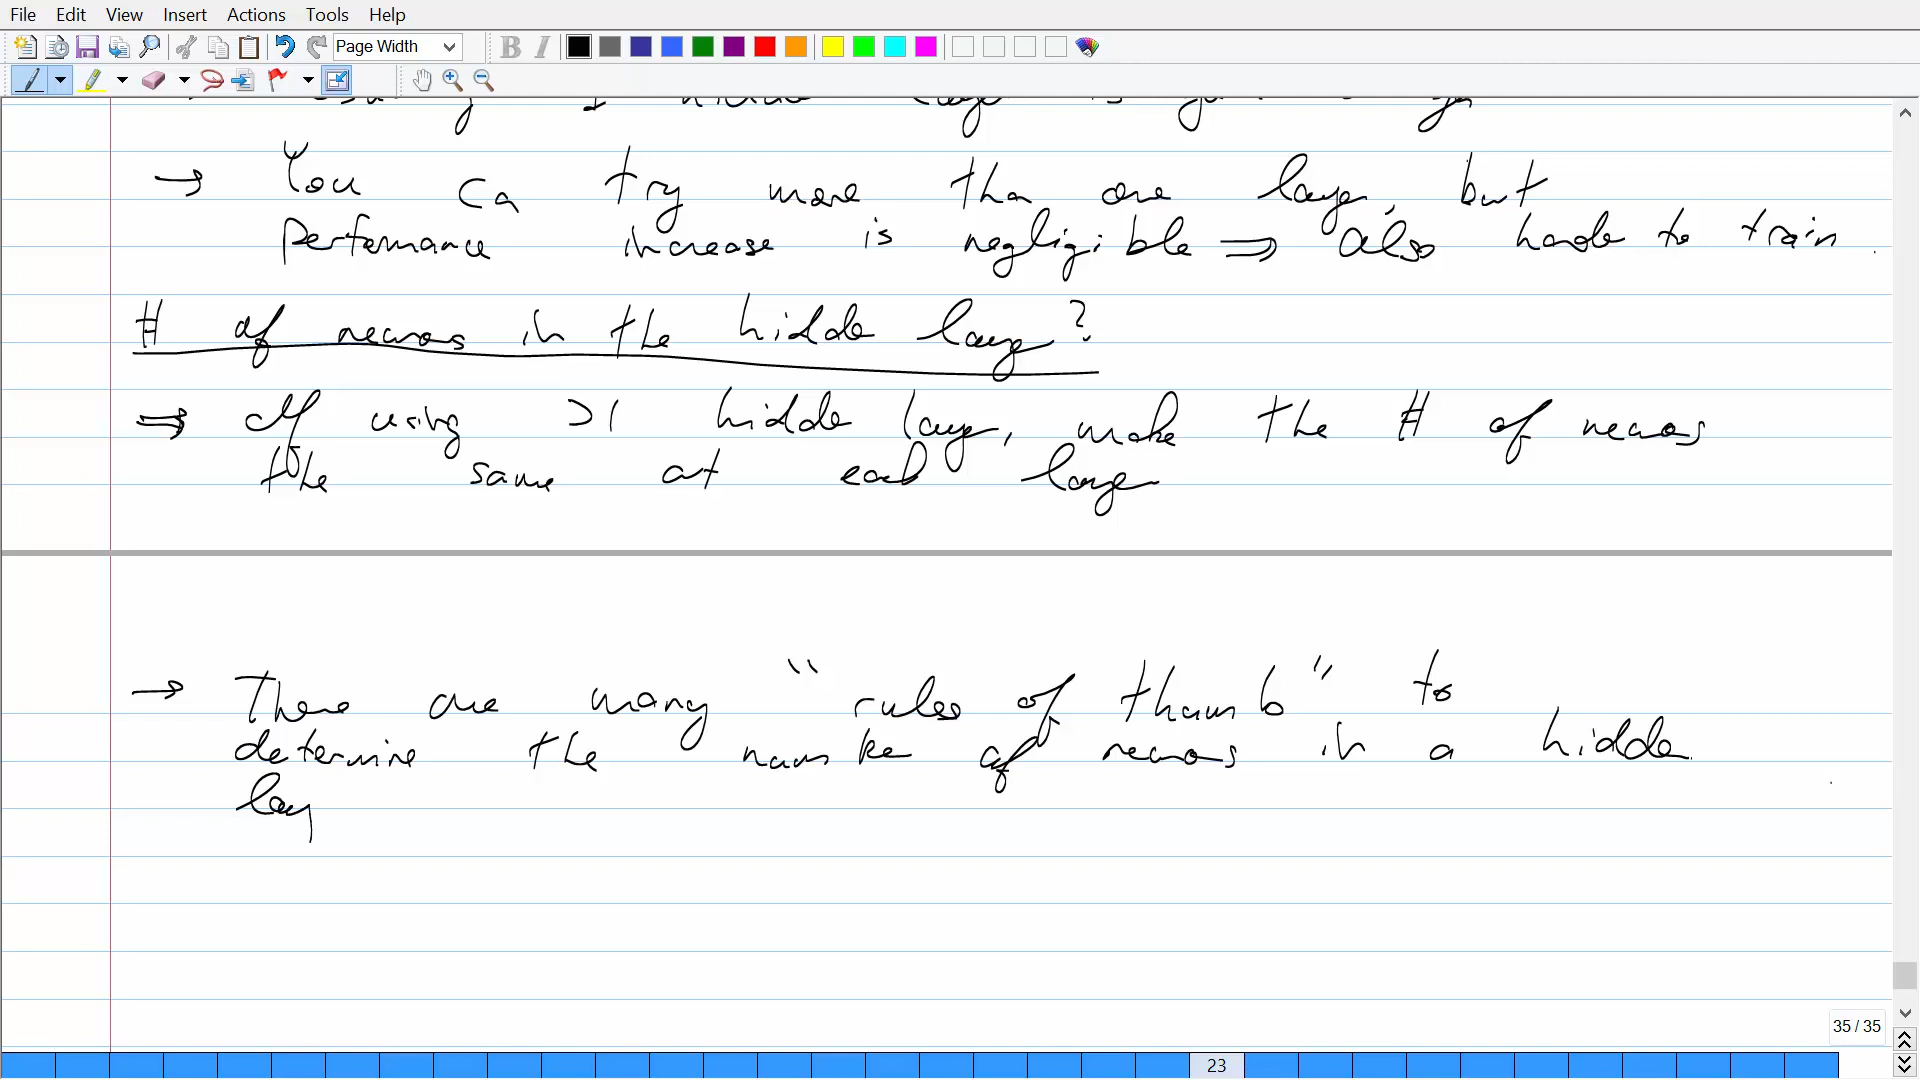 File Edit View Insert Actions Tools Help
Page Width B I
→ You can try more than one layer, but
performance increase is negligible ⇒ also harder to train.
# of neurons in the hidden layer?
⇒ If using >1 hidden layer, make the # of neurons
the same at each layer
→ There are many "rules of thumb" to
determine the number of neurons in a hidden
lay
35 / 35
23